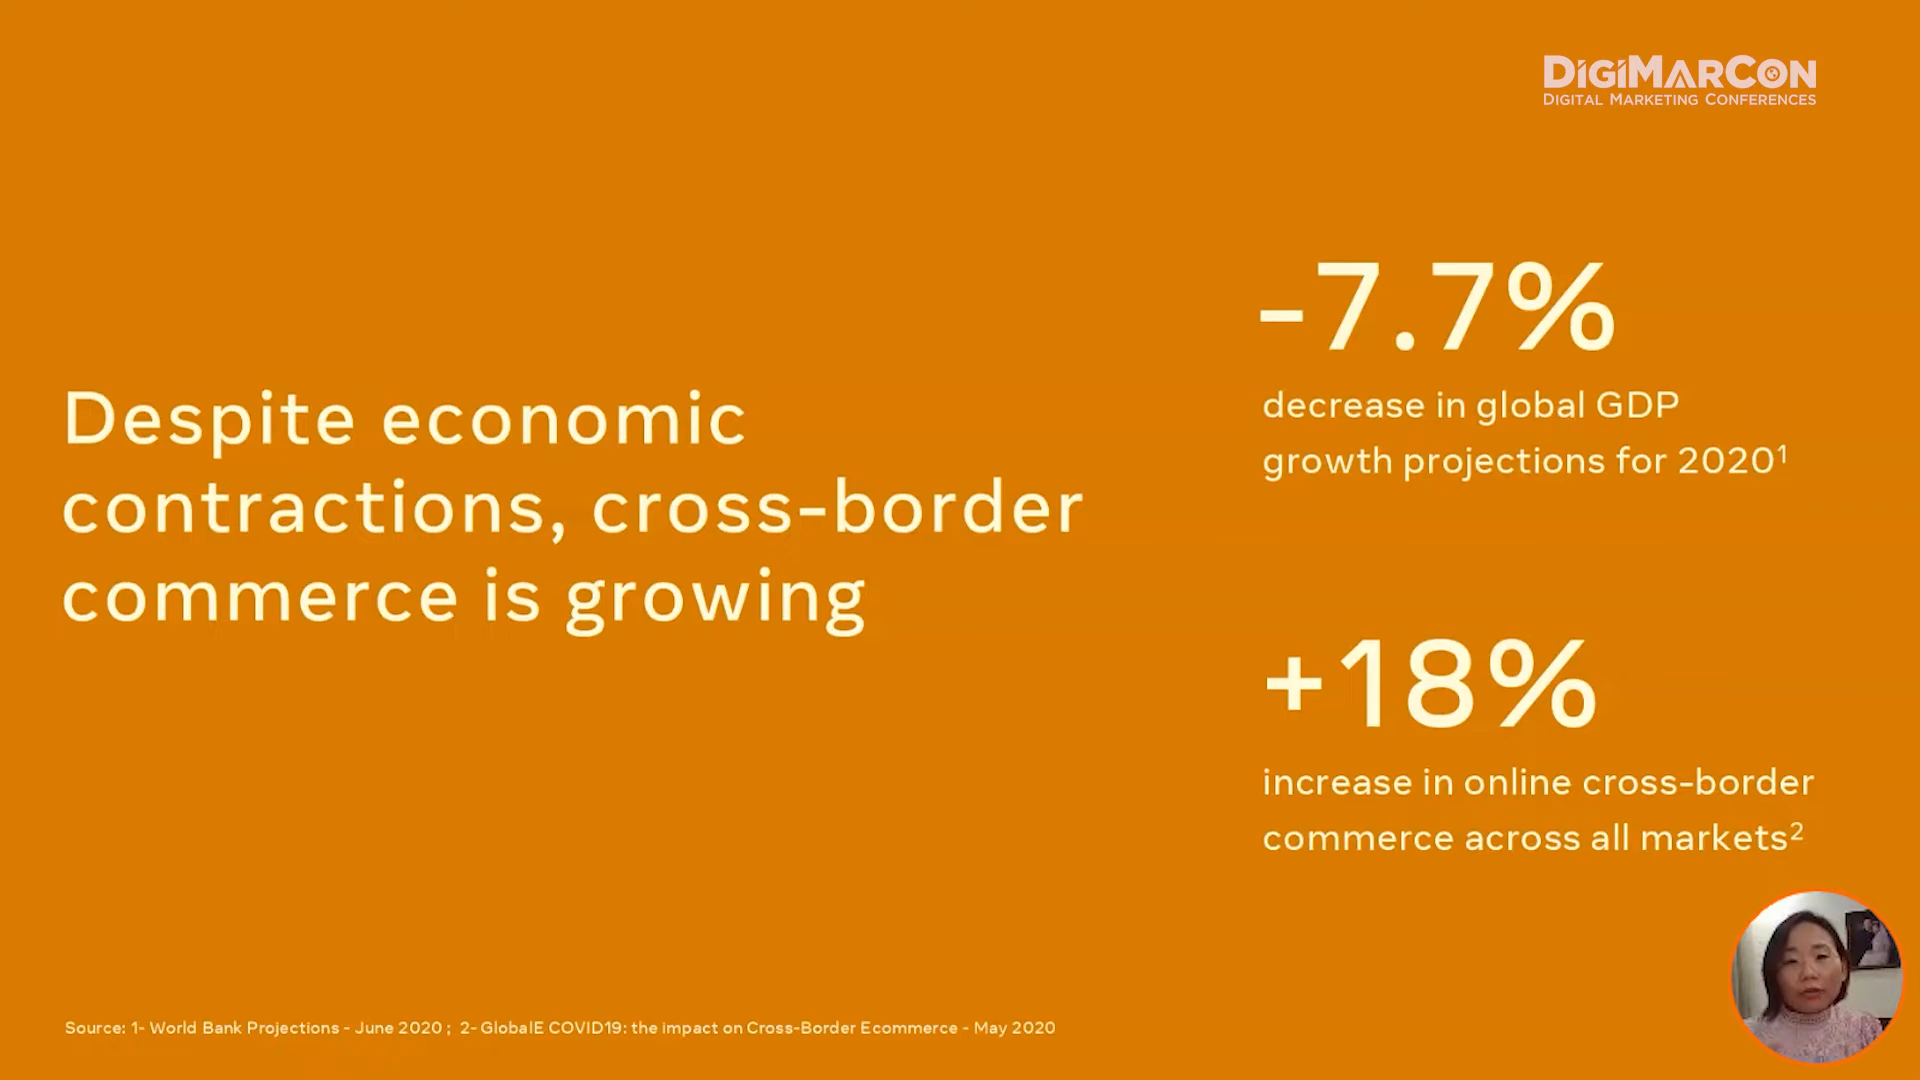 DIGIMARCON
DIGITAL MARKETING CONFERENCES
Despite economic
contractions, cross-border
commerce is growing
-7.7%
decrease in global GDP
growth projections for 2020¹
+18%
increase in online cross-border
commerce across all markets²
Source: 1- World Bank Projections - June 2020 ; 2- GlobalE COVID19: the impact on Cross-Border Ecommerce - May 2020